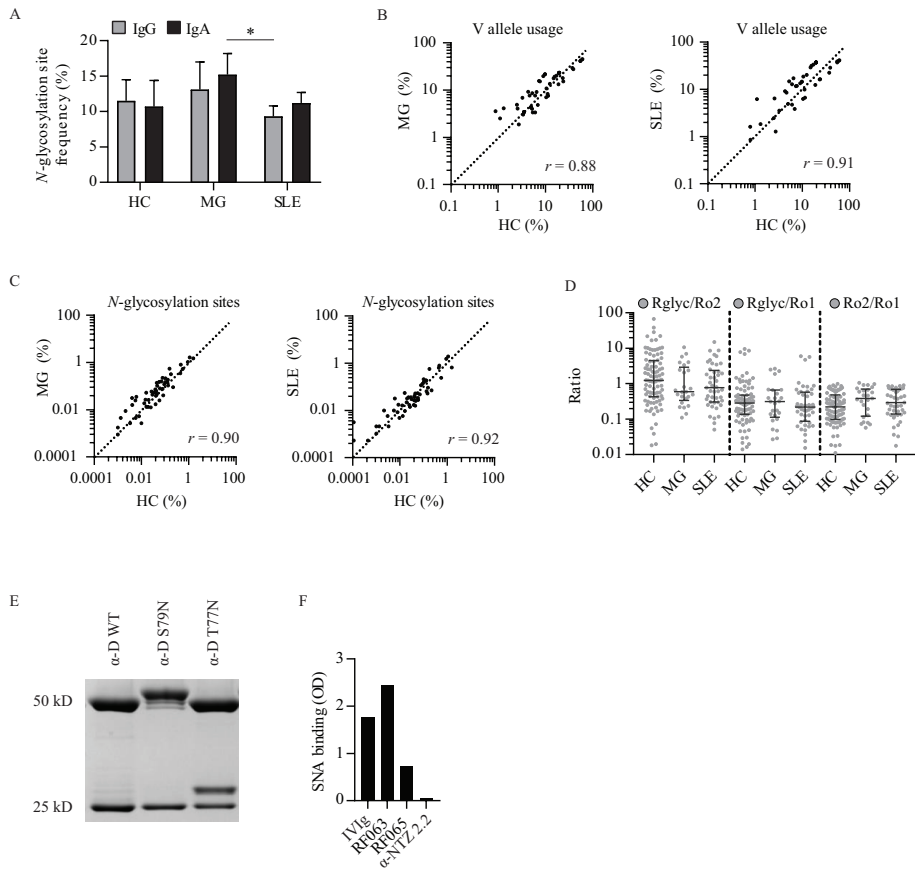 A
IgG IgA
*
N-glycosylation site
frequency (%)
20
15
10
5
0
HC MG SLE
B
V allele usage
MG (%)
100
10
1
0.1
0.1 1 10 100
r = 0.88
HC (%)
V allele usage
SLE (%)
100
10
1
0.1
0.1 1 10 100
r = 0.91
HC (%)
C
N-glycosylation sites
MG (%)
100
1
0.01
0.0001
0.0001 0.01 1 100
r = 0.90
HC (%)
N-glycosylation sites
SLE (%)
100
1
0.01
0.0001
0.0001 0.01 1 100
r = 0.92
HC (%)
D
Rglyc/Ro2 Rglyc/Ro1 Ro2/Ro1
Ratio
100
10
1
0.1
0.01
HC MG SLE HC MG SLE HC MG SLE
E
α-D WT
α-D S79N
α-D T77N
50 kD
25 kD
F
SNA binding (OD)
3
2
1
0
IVIg
RF063
RF065
α-NTZ 2.2